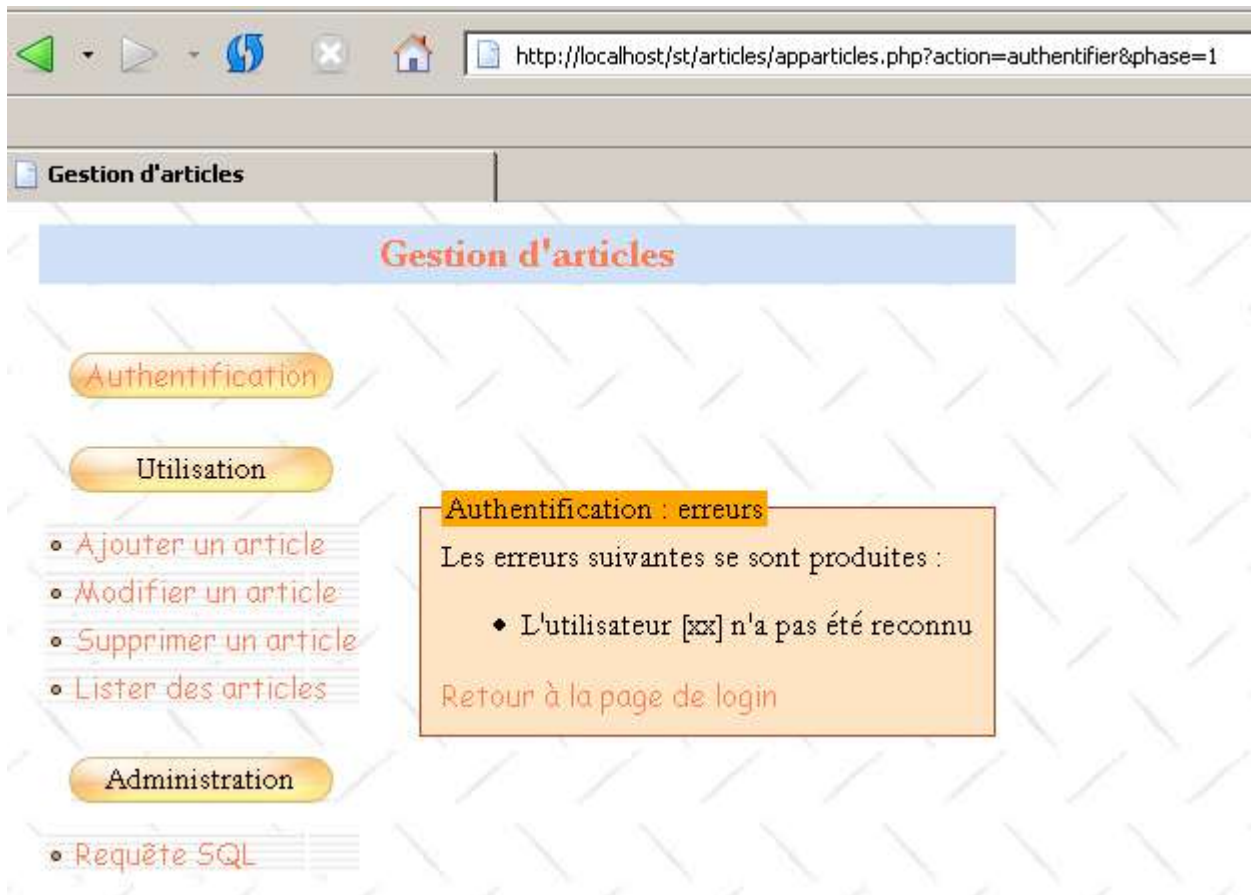 http://localhost/st/articles/apparticles.php?action=authentifier&phase=1
Gestion d'articles
Gestion d'articles
Authentification
Utilisation
Ajouter un article
Modifier un article
Supprimer un article
Lister des articles
Authentification : erreurs
Les erreurs suivantes se sont produites :
L'utilisateur [xx] n'a pas été reconnu
Retour à la page de login
Administration
Requête SQL